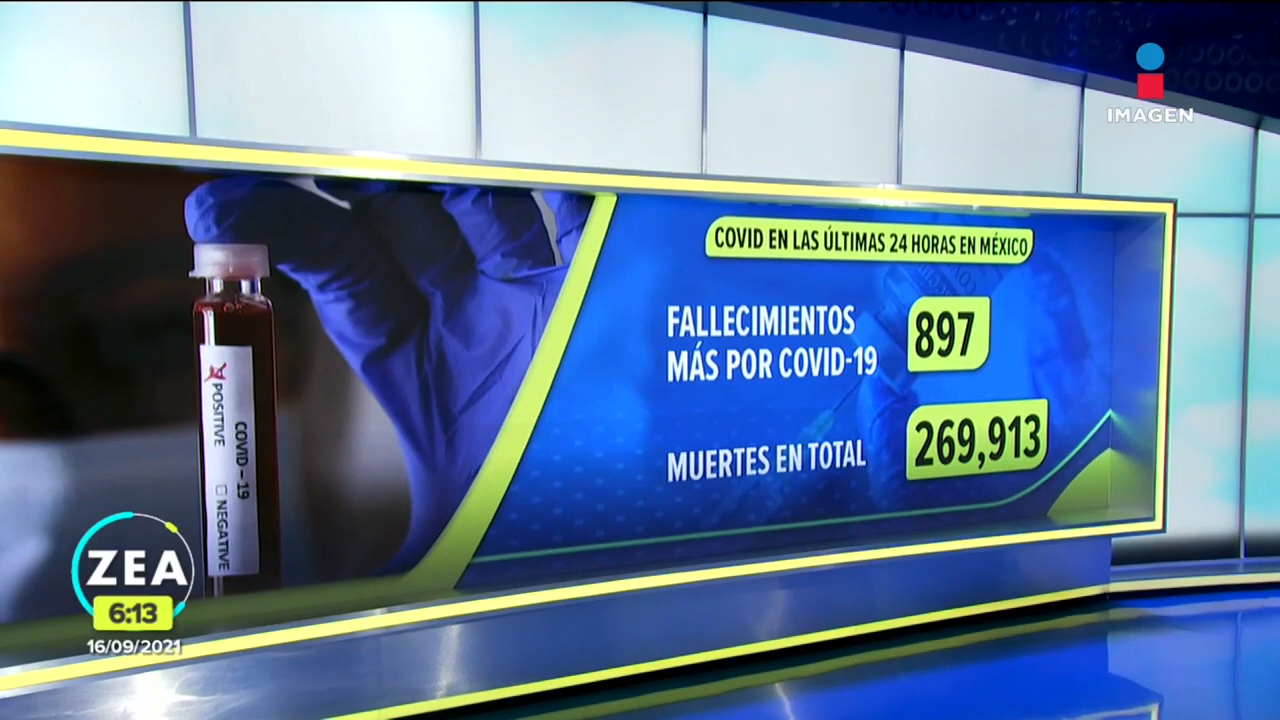 IMAGEN
COVID EN LAS ÚLTIMAS 24 HORAS EN MÉXICO
FALLECIMIENTOS
MÁS POR COVID-19
897
MUERTES EN TOTAL
269,913
COVID-19
POSITIVE
NEGATIVE
ZEA
6:13
16/09/2021